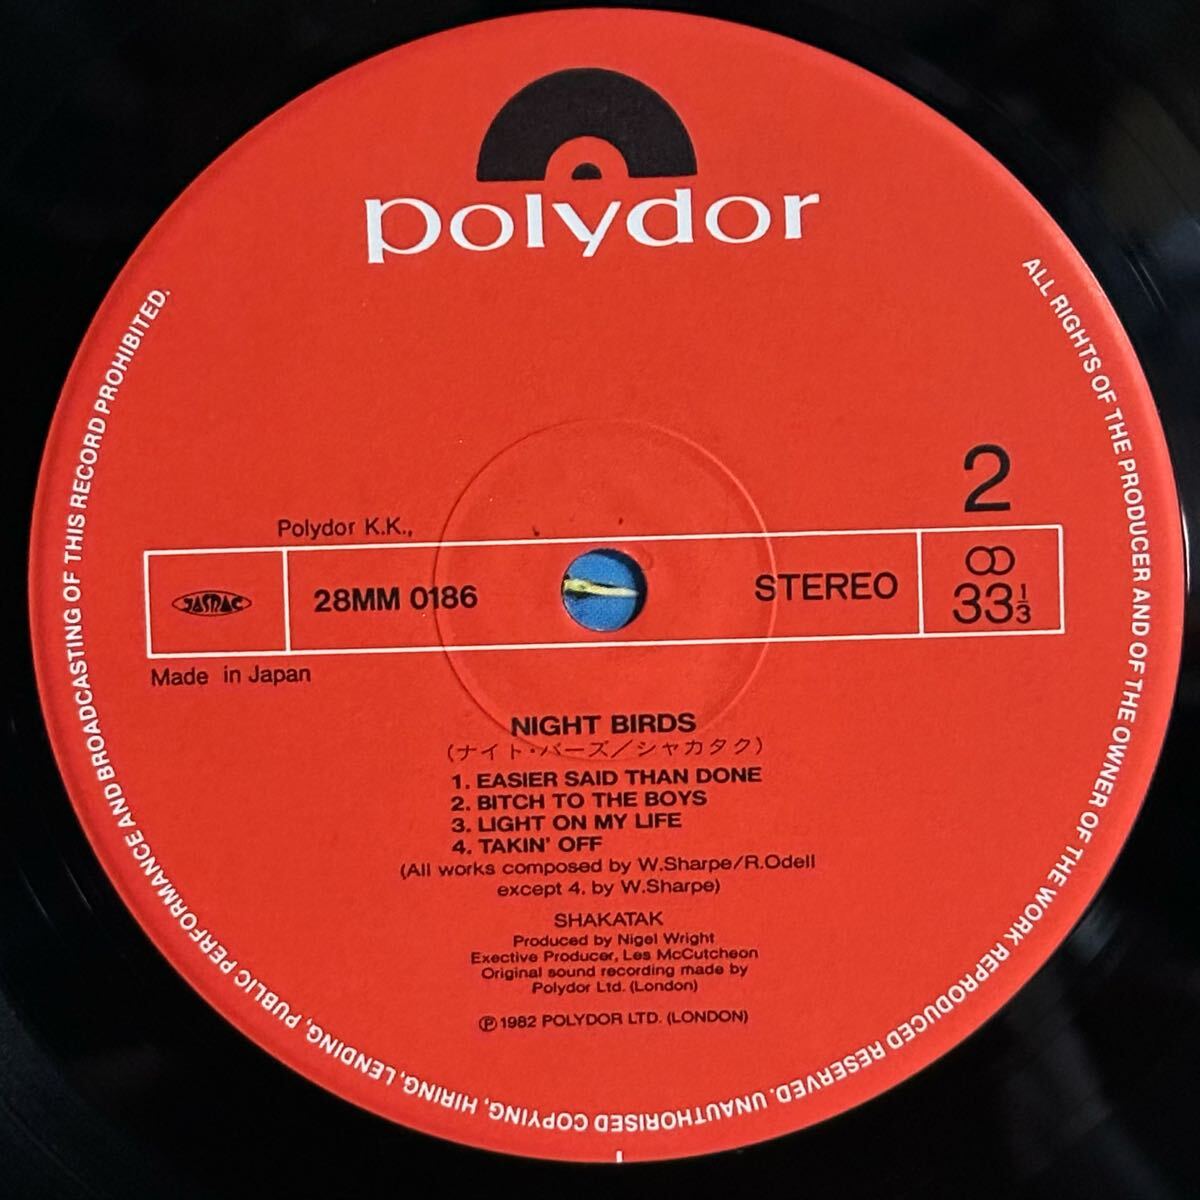 polydor
ALL RIGHTS OF THE PRODUCER AND OF THE OWNER OF THE WORK REPRODUCED RESERVED. UNAUTHORISED COPYING, HIRING, LENDING, PUBLIC PERFORMANCE AND BROADCASTING OF THIS RECORD PROHIBITED.
2
Polydor K.K.,
JASRAC
28MM 0186
STEREO
33 1/3
Made in Japan
NIGHT BIRDS
(ナイト・バーズ/シャカタク)
1. EASIER SAID THAN DONE
2. BITCH TO THE BOYS
3. LIGHT ON MY LIFE
4. TAKIN' OFF
(All works composed by W.Sharpe/R.Odell
except 4. by W.Sharpe)
SHAKATAK
Produced by Nigel Wright
Exective Producer, Les McCutcheon
Original sound recording made by
Polydor Ltd. (London)
Ⓟ 1982 POLYDOR LTD. (LONDON)